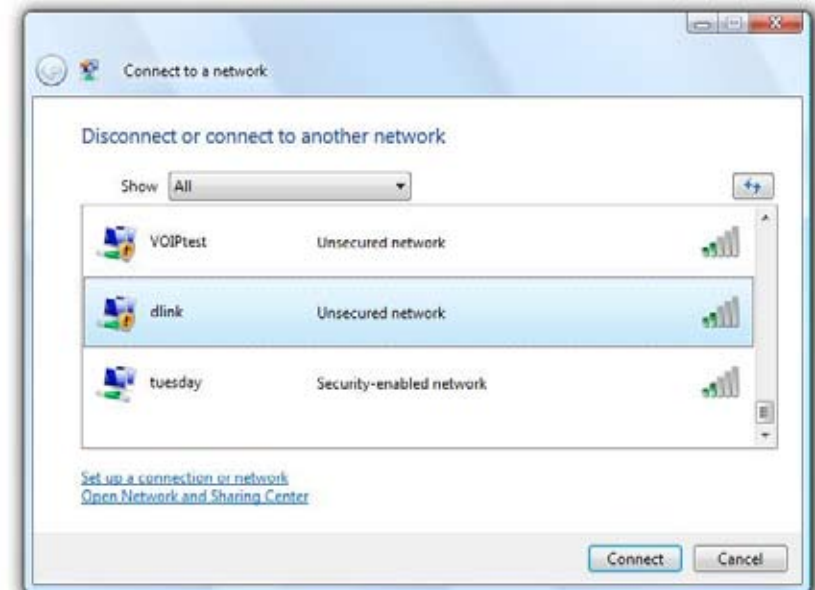 Connect to a network
Disconnect or connect to another network
Show All
VOIPtest Unsecured network
dlink Unsecured network
tuesday Security-enabled network
Set up a connection or network
Open Network and Sharing Center
Connect Cancel